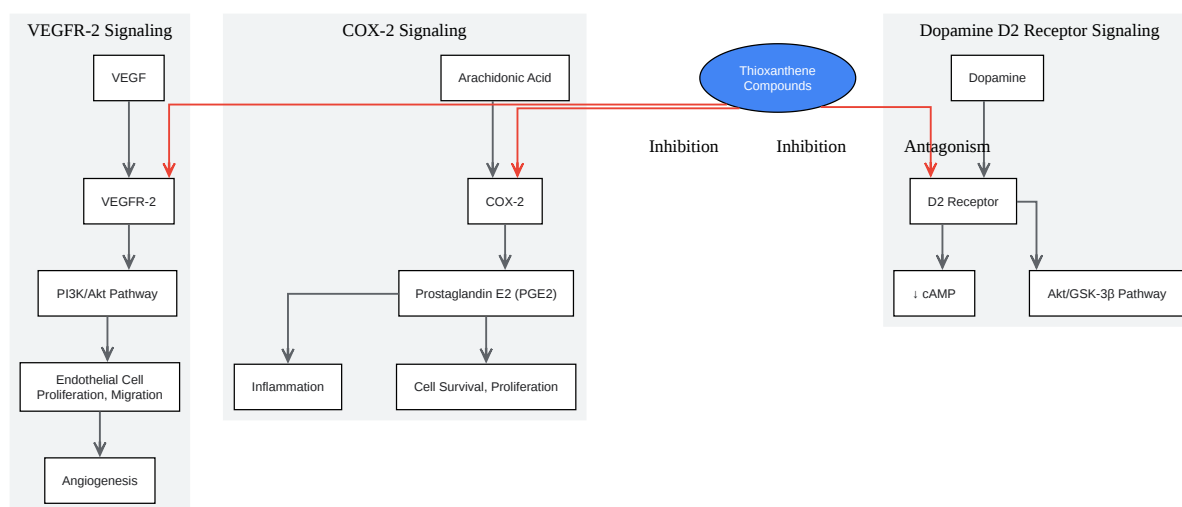 VEGFR-2 Signaling
COX-2 Signaling
Dopamine D2 Receptor Signaling
VEGF
Arachidonic Acid
Thioxanthene
Compounds
Dopamine
Inhibition
Inhibition
Antagonism
VEGFR-2
COX-2
D2 Receptor
PI3K/Akt Pathway
Prostaglandin E2 (PGE2)
↓ cAMP
Akt/GSK-3β Pathway
Endothelial Cell
Proliferation, Migration
Inflammation
Cell Survival, Proliferation
Angiogenesis